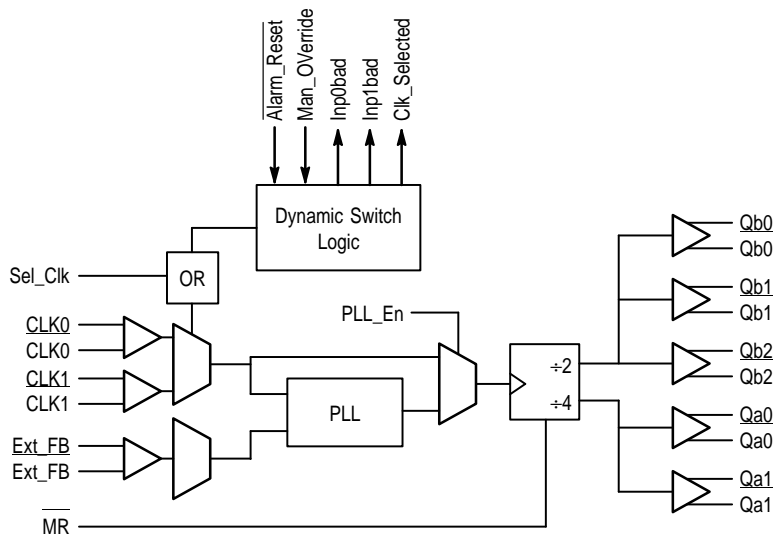 Alarm_Reset
Man_OVerride
Inp0bad
Inp1bad
Clk_Selected
Dynamic Switch
Logic
Sel_Clk
OR
CLK0
CLK0
CLK1
CLK1
PLL_En
PLL
Ext_FB
Ext_FB
MR
÷2
÷4
Qb0
Qb0
Qb1
Qb1
Qb2
Qb2
Qa0
Qa0
Qa1
Qa1